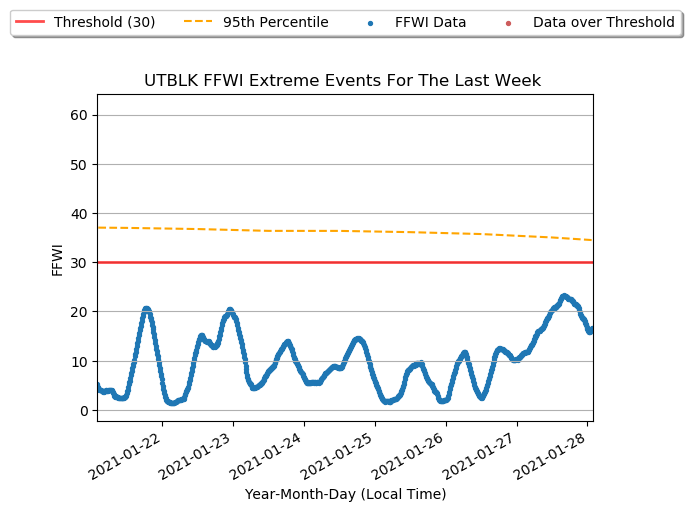 Threshold (30) 95th Percentile FFWI Data Data over Threshold
UTBLK FFWI Extreme Events For The Last Week
60
50
40
30
20
10
0
FFWI
2021-01-22 2021-01-23 2021-01-24 2021-01-25 2021-01-26 2021-01-27 2021-01-28
Year-Month-Day (Local Time)